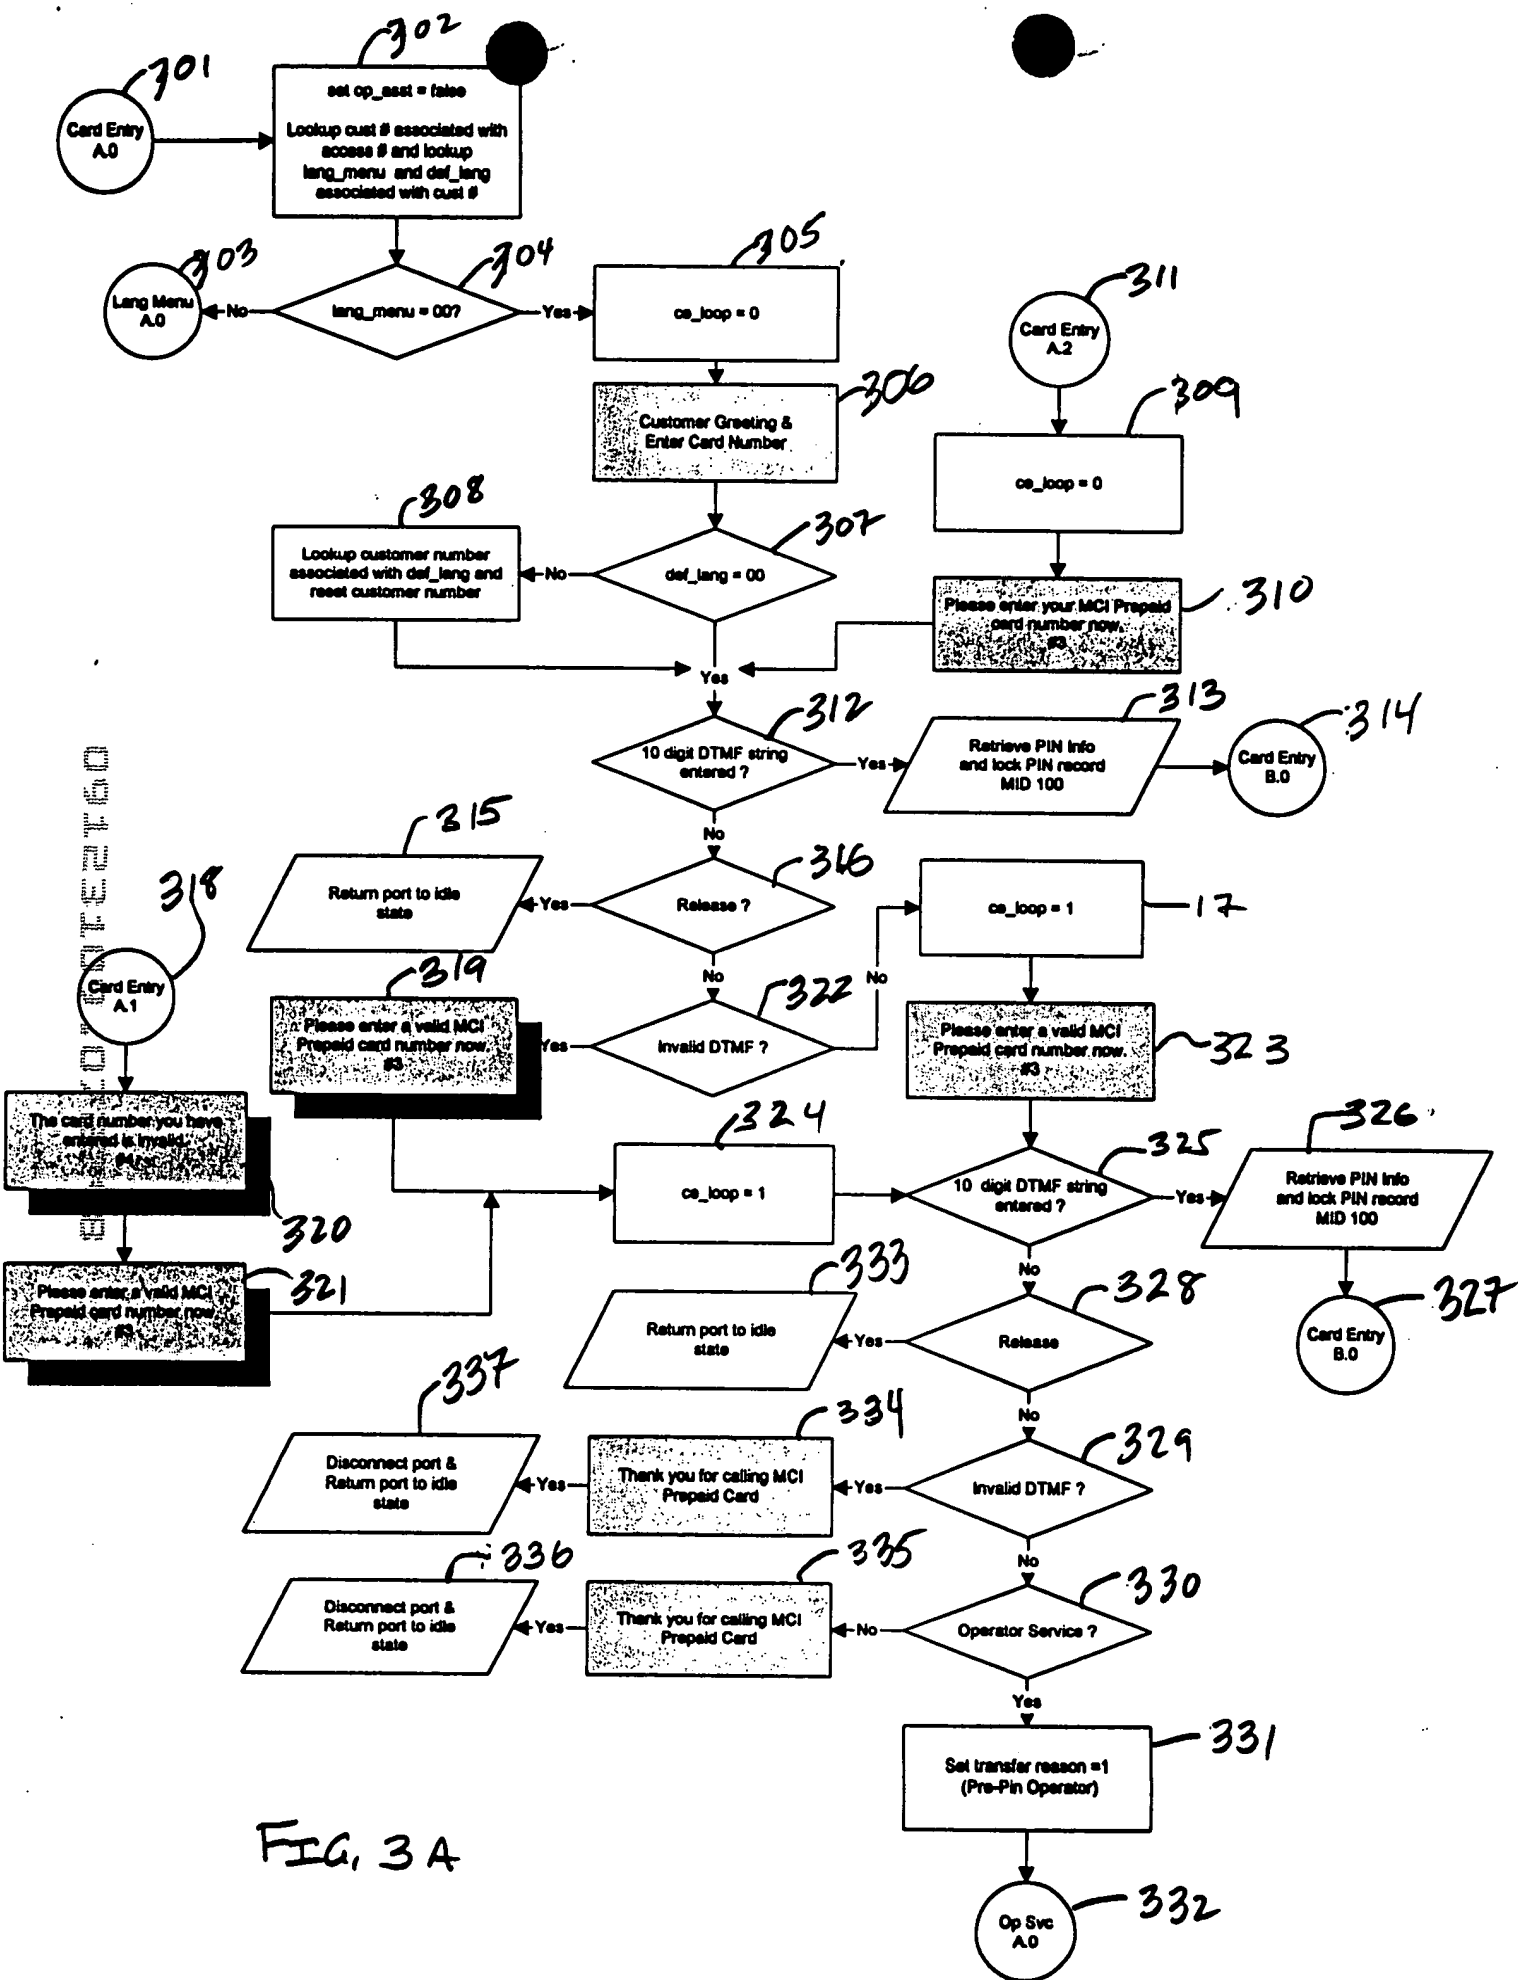 302
301
set op_asst = false
Card Entry
A.0
Lookup cust # associated with
access # and lookup
lang_menu and def_lang
associated with cust #
303
304
305
Lang Menu
A.0
No
lang_menu = 00?
Yes
ce_loop = 0
311
Card Entry
A.2
306
309
Customer Greeting &
Enter Card Number
ce_loop = 0
308
307
Lookup customer number
associated with def_lang and
reset customer number
No
def_lang = 00
310
Please enter your MCI Prepaid
card number now.
#3
Yes
312
313
314
10 digit DTMF string
entered ?
Yes
Retrieve PIN Info
and lock PIN record
MID 100
Card Entry
B.0
315
No
316
318
Return port to idle
state
Yes
Release ?
ce_loop = 1
17
319
No
322
No
Card Entry
A.1
Please enter a valid MCI
Prepaid card number now.
#3
Yes
Invalid DTMF ?
Please enter a valid MCI
Prepaid card number now.
#3
323
324
The card number you have
entered is invalid.
320
ce_loop = 1
325
10 digit DTMF string
entered ?
Yes
326
Retrieve PIN Info
and lock PIN record
MID 100
321
Please enter a valid MCI
Prepaid card number now
#3
333
No
328
327
Return port to idle
state
Yes
Release
Card Entry
B.0
337
334
No
329
Disconnect port &
Return port to idle
state
Yes
Thank you for calling MCI
Prepaid Card
Yes
Invalid DTMF ?
336
335
No
330
Disconnect port &
Return port to idle
state
Yes
Thank you for calling MCI
Prepaid Card
No
Operator Service ?
Yes
331
Set transfer reason =1
(Pre-Pin Operator)
FIG. 3A
332
Op Svc
A.0